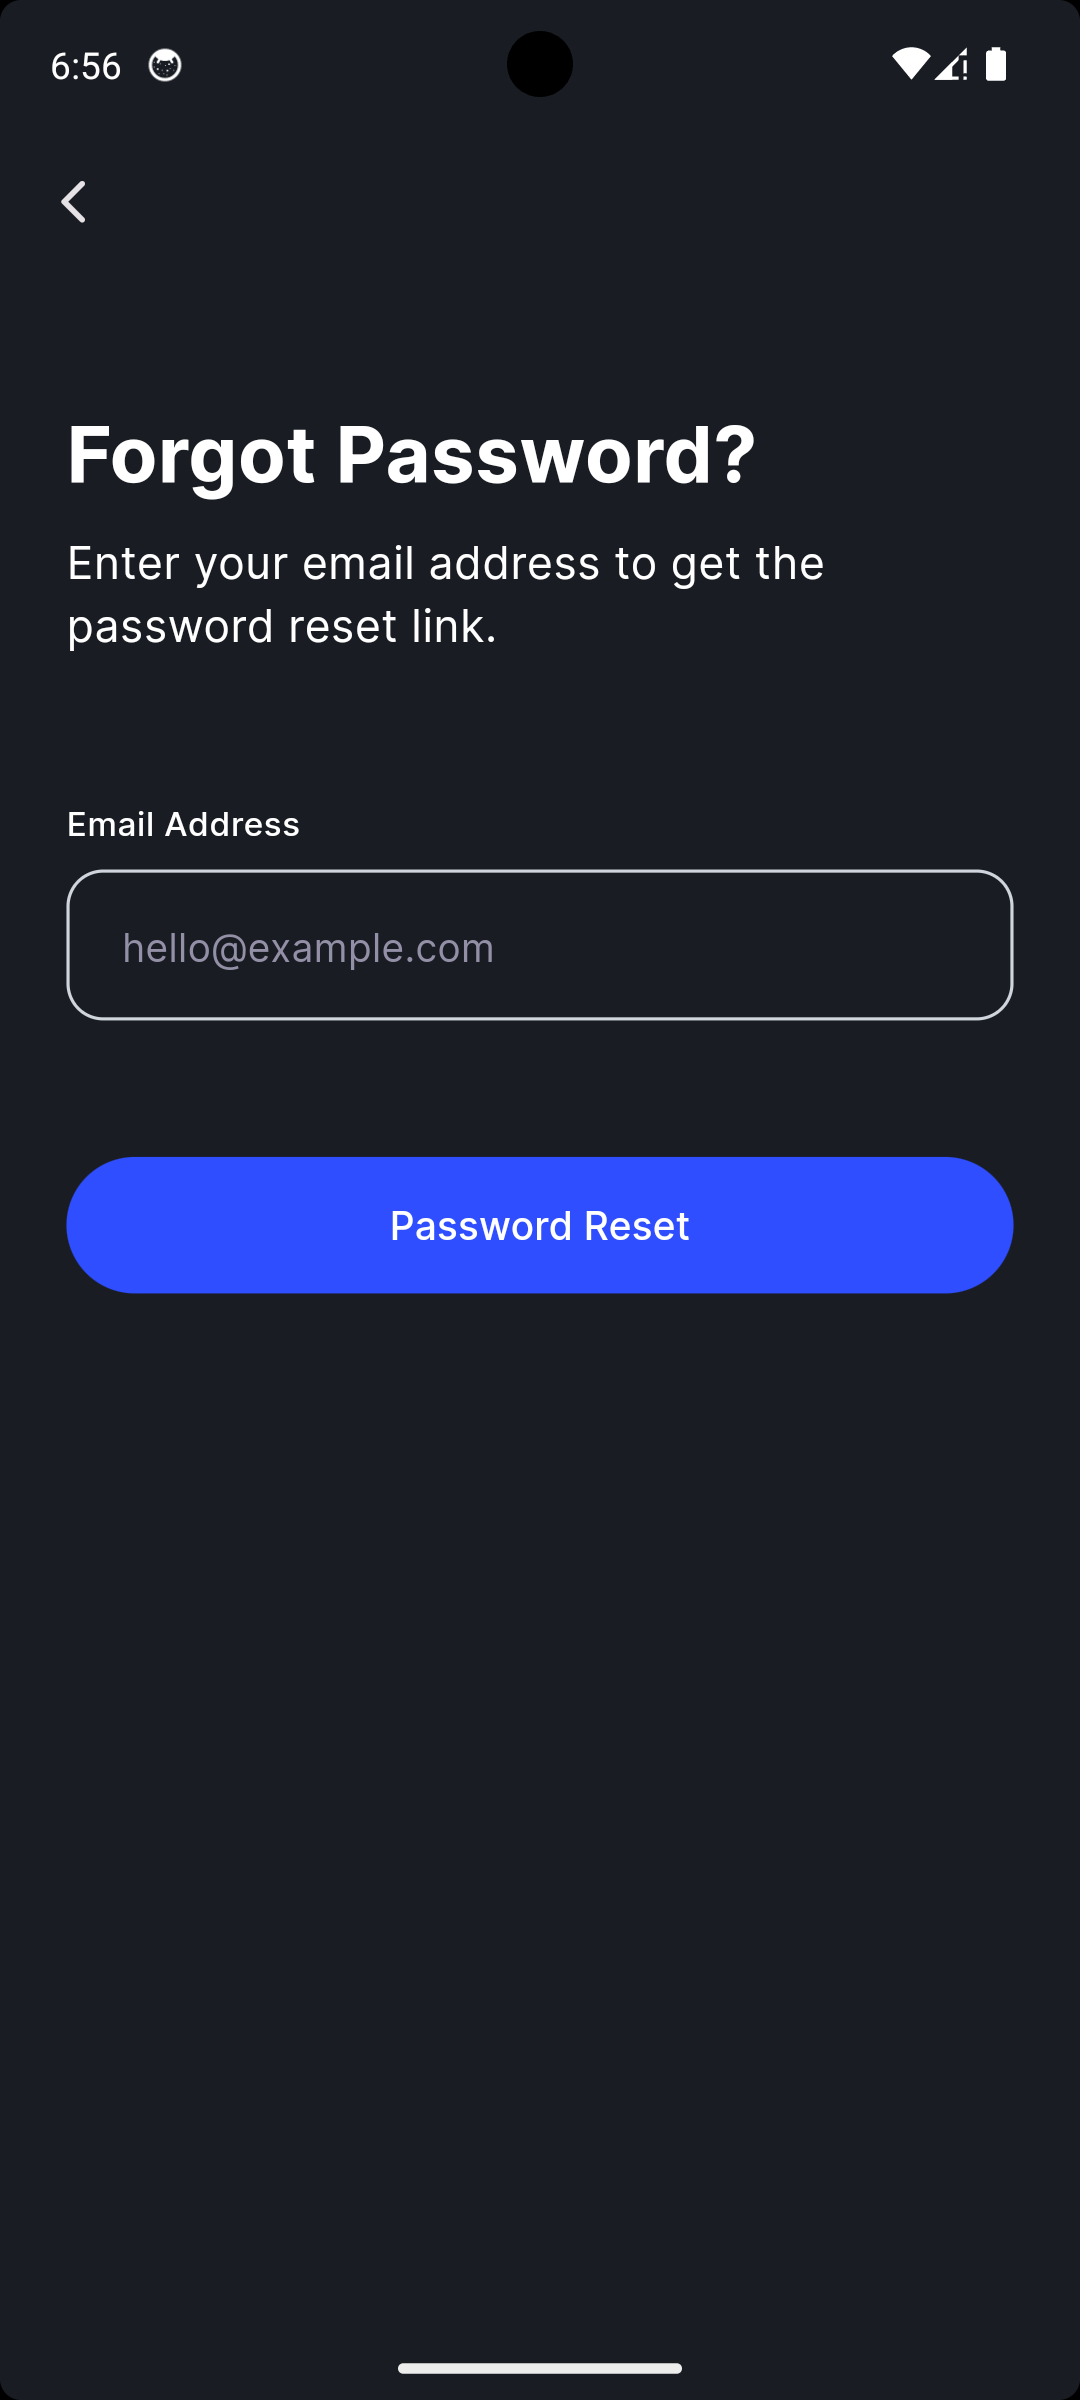 6:56
Forgot Password?
Enter your email address to get the
password reset link.
Email Address
hello@example.com
Password Reset